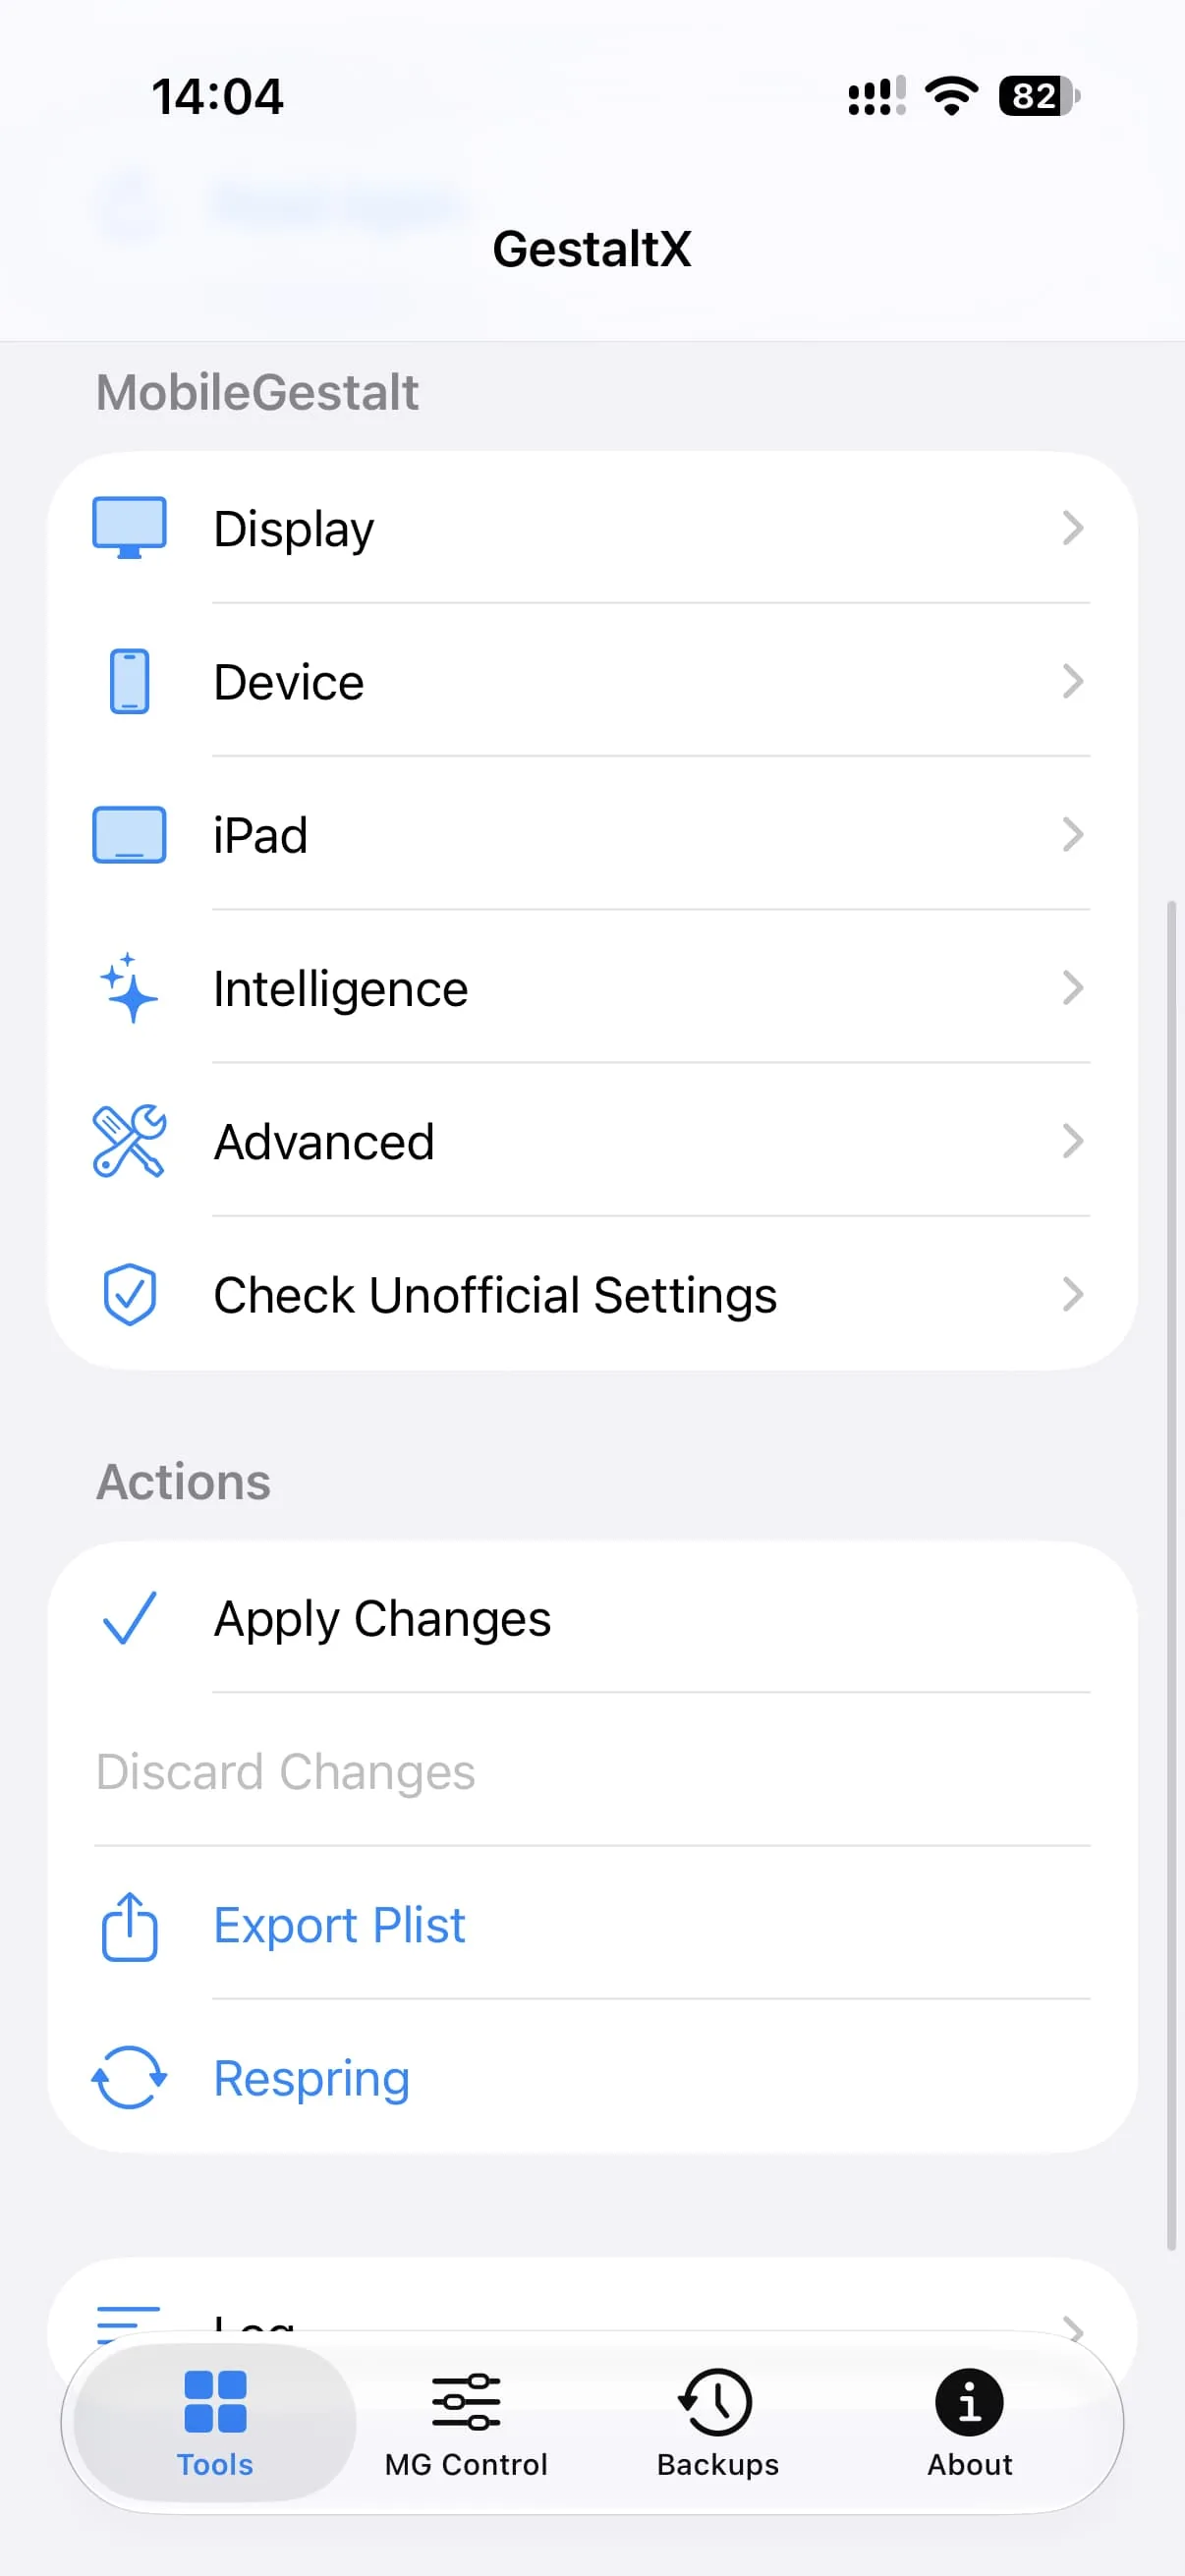 14:04
82
GestaltX
MobileGestalt
Display
Device
iPad
Intelligence
Advanced
Check Unofficial Settings
Actions
Apply Changes
Discard Changes
Export Plist
Respring
Log
Tools
MG Control
Backups
About